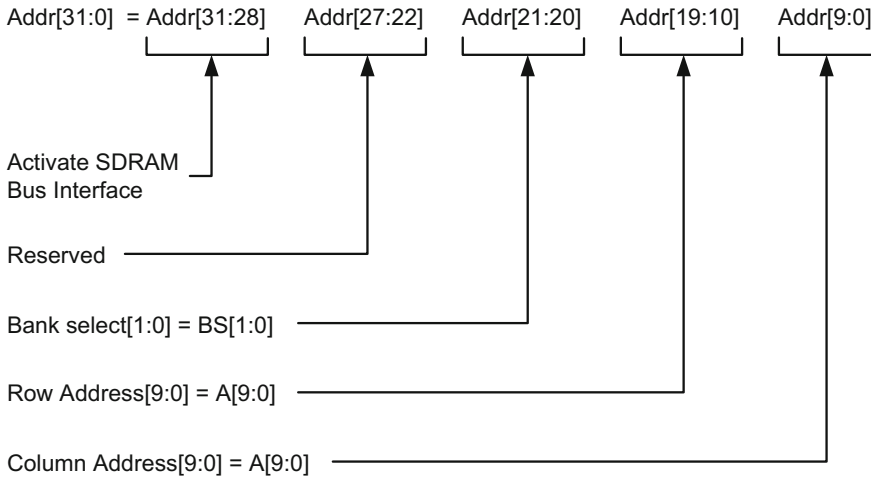 Addr[31:0] = Addr[31:28] Addr[27:22] Addr[21:20] Addr[19:10] Addr[9:0]
Activate SDRAM
Bus Interface
Reserved
Bank select[1:0] = BS[1:0]
Row Address[9:0] = A[9:0]
Column Address[9:0] = A[9:0]